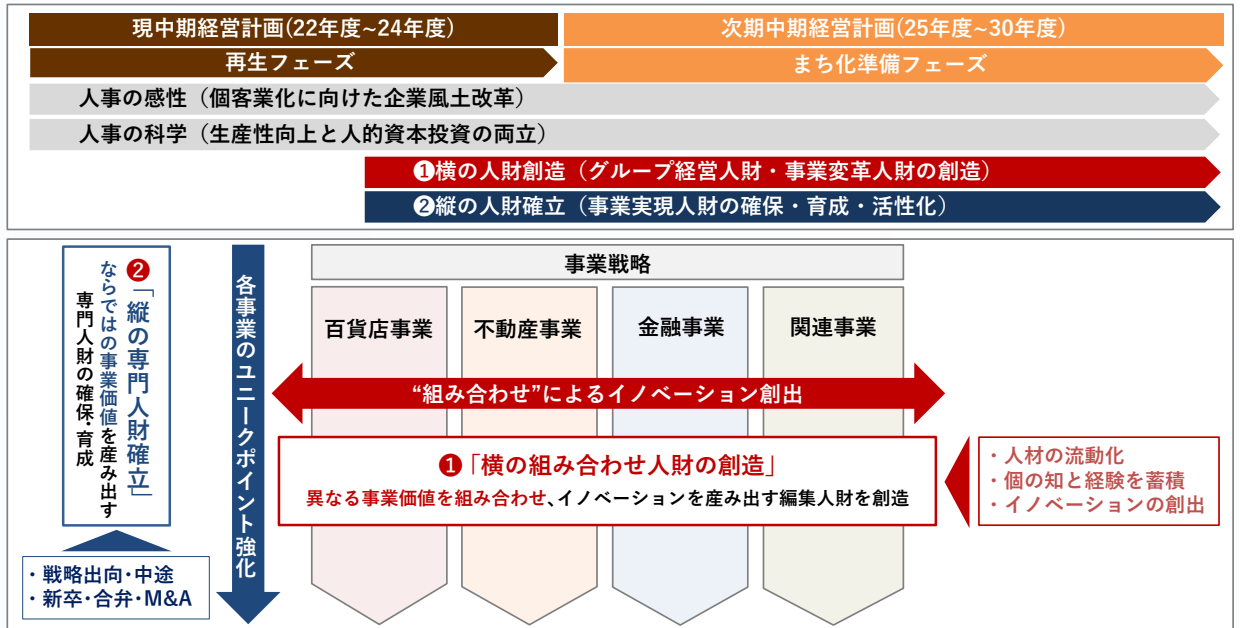 現中期経営計画(22年度~24年度)
次期中期経営計画(25年度~30年度)
再生フェーズ
まち化準備フェーズ
人事の感性（個客業化に向けた企業風土改革）
人事の科学（生産性向上と人的資本投資の両立）
❶横の人財創造（グループ経営人財・事業変革人財の創造）
❷縦の人財確立（事業実現人財の確保・育成・活性化）
❷「縦の専門人財確立」
ならではの事業価値を産み出す
専門人財の確保・育成
・戦略出向・中途
・新卒・合弁・M&A
各事業のユニークポイント強化
事業戦略
百貨店事業
不動産事業
金融事業
関連事業
“組み合わせ”によるイノベーション創出
❶「横の組み合わせ人財の創造」
異なる事業価値を組み合わせ、イノベーションを産み出す編集人財を創造
・人材の流動化
・個の知と経験を蓄積
・イノベーションの創出